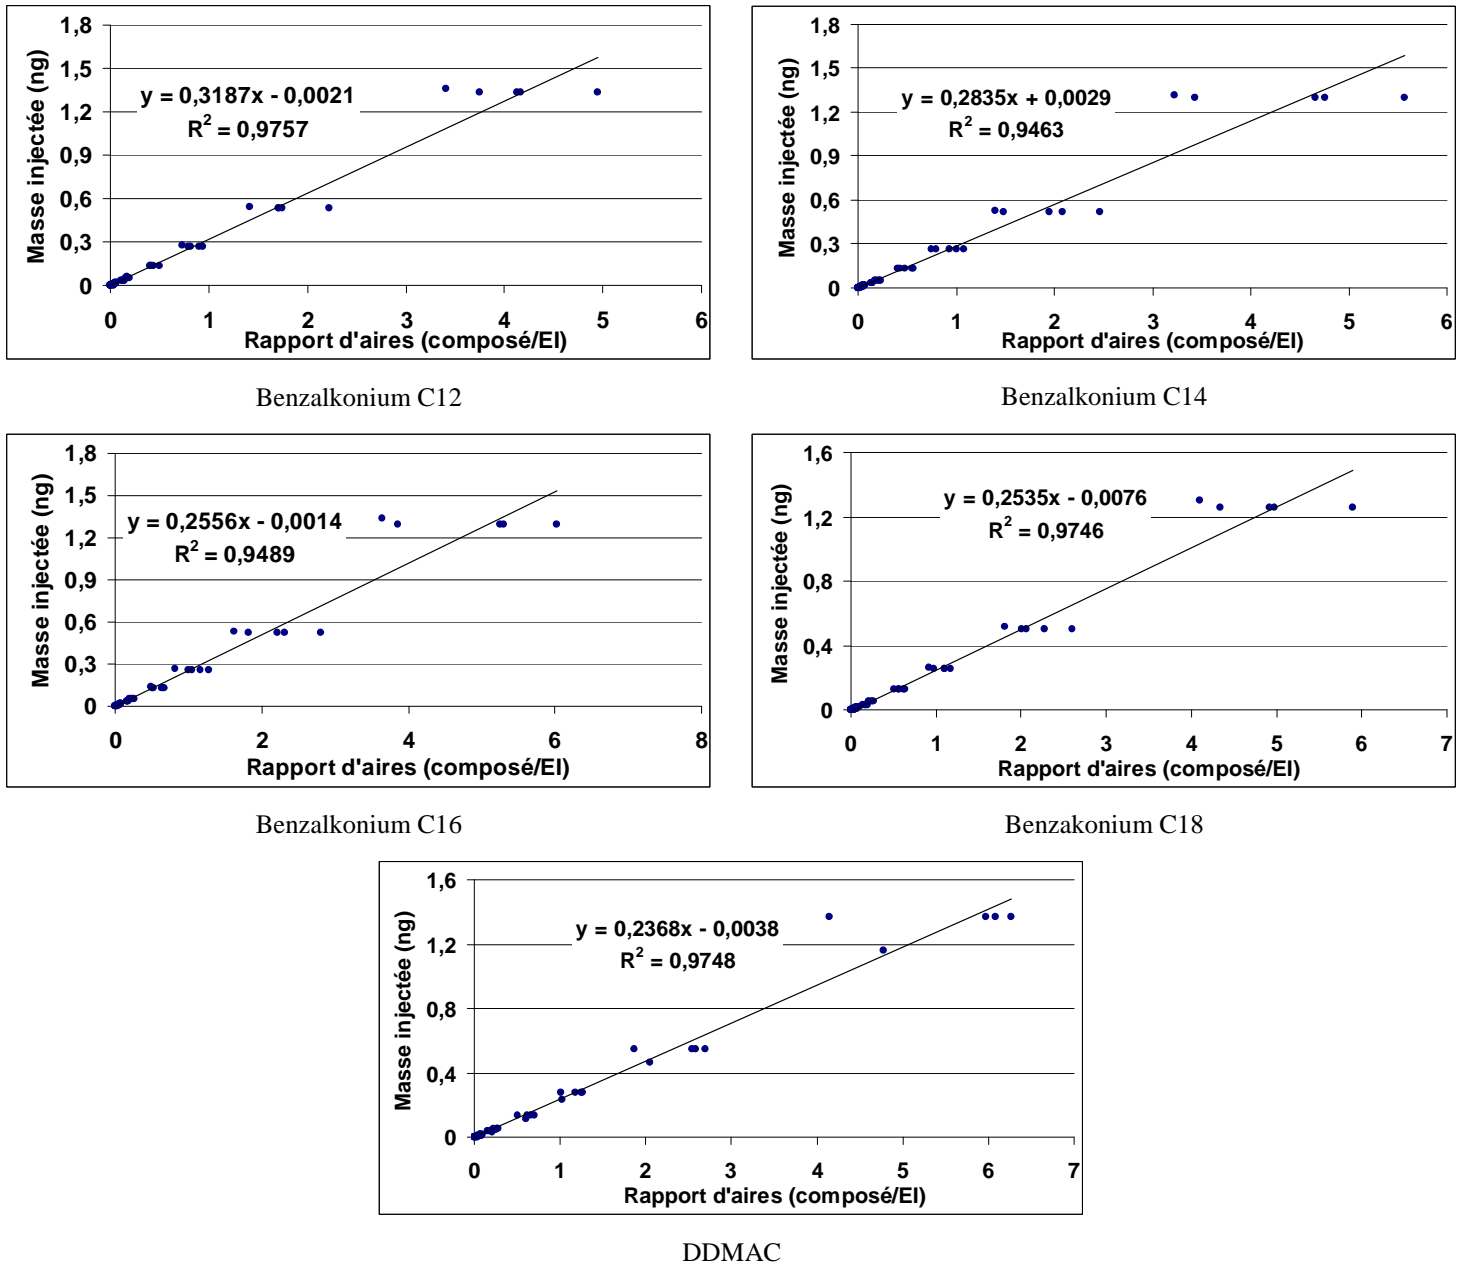 1,8
1,5
1,2
0,9
0,6
0,3
0
Masse injectée (ng)
y = 0,3187x - 0,0021
R² = 0,9757
0 1 2 3 4 5 6
Rapport d'aires (composé/EI)
Benzalkonium C12
1,8
1,5
1,2
0,9
0,6
0,3
0
Masse injectée (ng)
y = 0,2835x + 0,0029
R² = 0,9463
0 1 2 3 4 5 6
Rapport d'aires (composé/EI)
Benzalkonium C14
1,8
1,5
1,2
0,9
0,6
0,3
0
Masse injectée (ng)
y = 0,2556x - 0,0014
R² = 0,9489
0 2 4 6 8
Rapport d'aires (composé/EI)
Benzalkonium C16
1,6
1,2
0,8
0,4
0
Masse injectée (ng)
y = 0,2535x - 0,0076
R² = 0,9746
0 1 2 3 4 5 6 7
Rapport d'aires (composé/EI)
Benzakonium C18
1,6
1,2
0,8
0,4
0
Masse injectée (ng)
y = 0,2368x - 0,0038
R² = 0,9748
0 1 2 3 4 5 6 7
Rapport d'aires (composé/EI)
DDMAC